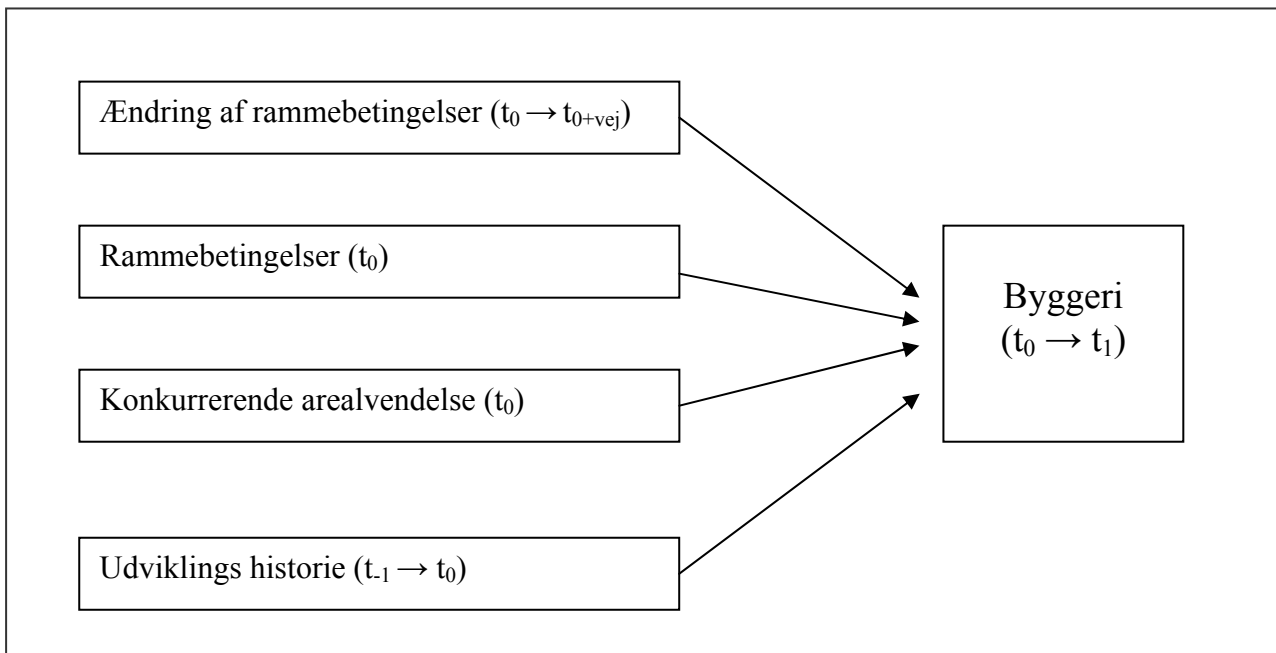 Ændring af rammebetingelser (t₀ → t₀₊vej)
Rammebetingelser (t₀)
Konkurrerende arealvendelse (t₀)
Udviklings historie (t₋₁ → t₀)
Byggeri
(t₀ → t₁)